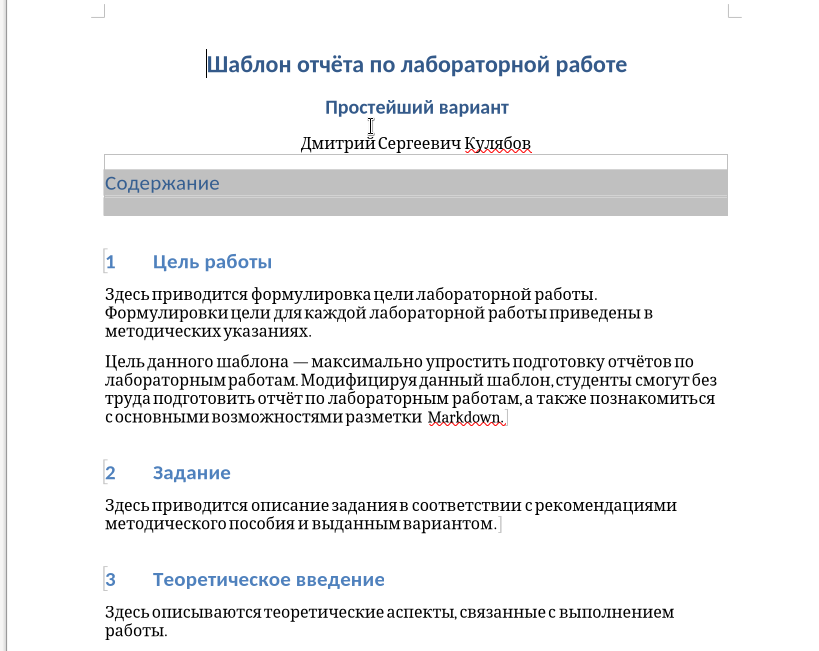 Шаблон отчёта по лабораторной работе
Простейший вариант
Дмитрий Сергеевич Кулябов
Содержание
1 Цель работы
Здесь приводится формулировка цели лабораторной работы.
Формулировки цели для каждой лабораторной работы приведены в
методических указаниях.
Цель данного шаблона — максимально упростить подготовку отчётов по
лабораторным работам. Модифицируя данный шаблон, студенты смогут без
труда подготовить отчёт по лабораторным работам, а также познакомиться
с основными возможностями разметки Markdown.
2 Задание
Здесь приводится описание задания в соответствии с рекомендациями
методического пособия и выданным вариантом.
3 Теоретическое введение
Здесь описываются теоретические аспекты, связанные с выполнением
работы.